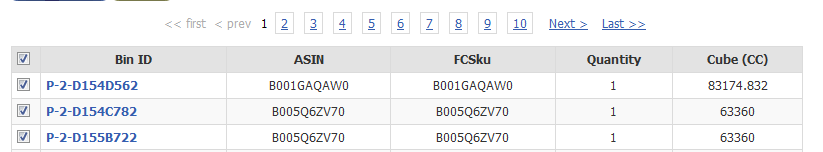 << first < prev 1 2 3 4 5 6 7 8 9 10 Next > Last >>
Bin ID ASIN FCSku Quantity Cube (CC)
P-2-D154D562 B001GAQAW0 B001GAQAW0 1 83174.832
P-2-D154C782 B005Q6ZV70 B005Q6ZV70 1 63360
P-2-D155B722 B005Q6ZV70 B005Q6ZV70 1 63360